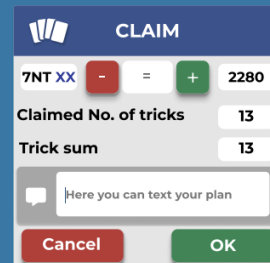 CLAIM
7NT XX - = + 2280
Claimed No. of tricks 13
Trick sum 13
Here you can text your plan
Cancel OK